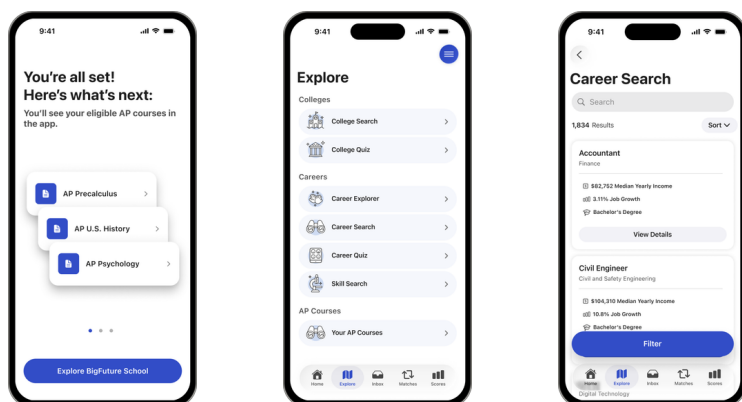 9:41
You're all set!
Here's what's next:
You'll see your eligible AP courses in
the app.
AP Precalculus
AP U.S. History
AP Psychology
Explore BigFuture School
9:41
Explore
Colleges
College Search
College Quiz
Careers
Career Explorer
Career Search
Career Quiz
Skill Search
AP Courses
Your AP Courses
Home Explore Inbox Matches Scores
9:41
Career Search
Search
1,834 Results Sort
Accountant
Finance
$82,752 Median Yearly Income
3.11% Job Growth
Bachelor's Degree
View Details
Civil Engineer
Civil and Safety Engineering
$104,310 Median Yearly Income
10.8% Job Growth
Bachelor's Degree
Filter
Home Explore Inbox Matches Scores
Digital Technology